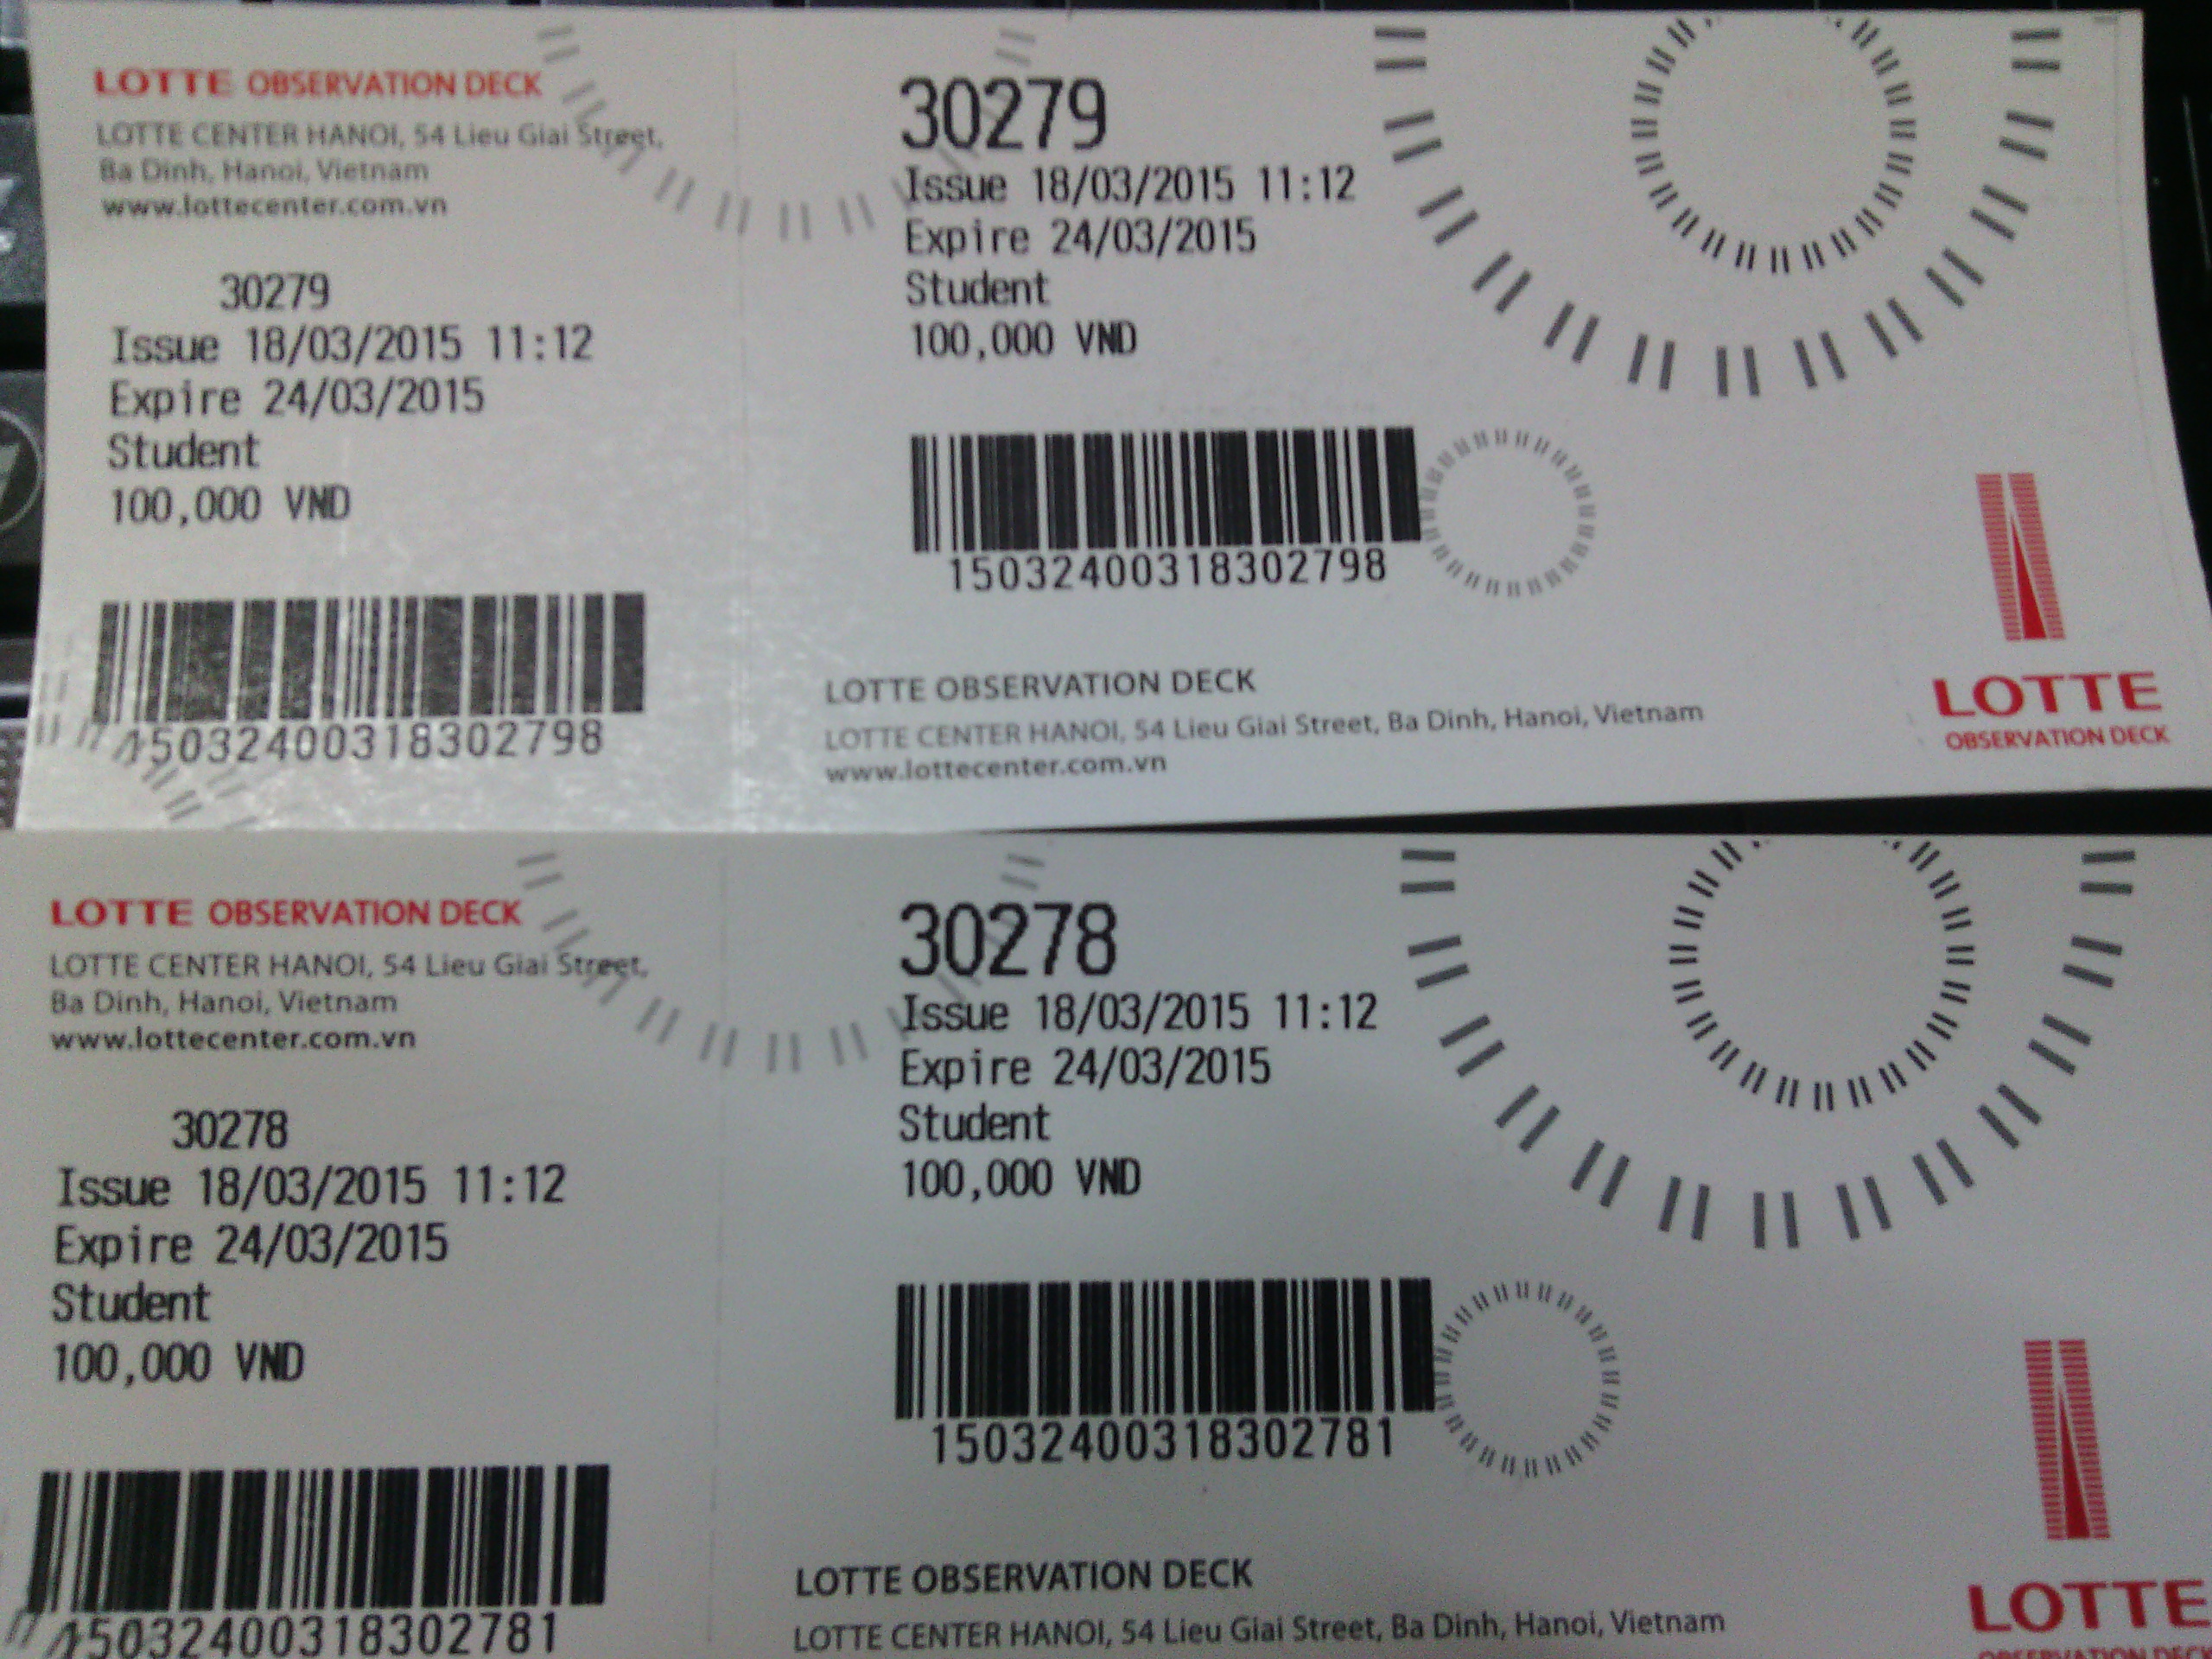 LOTTE OBSERVATION DECK
LOTTE CENTER HANOI, 54 Lieu Giai Street,
Ba Dinh, Hanoi, Vietnam
www.lottecenter.com.vn
30279
Issue 18/03/2015 11:12
Expire 24/03/2015
Student
100,000 VND
15032400318302798
30279
Issue 18/03/2015 11:12
Expire 24/03/2015
Student
100,000 VND
15032400318302798
LOTTE OBSERVATION DECK
LOTTE CENTER HANOI, 54 Lieu Giai Street, Ba Dinh, Hanoi, Vietnam
www.lottecenter.com.vn
LOTTE
OBSERVATION DECK
LOTTE OBSERVATION DECK
LOTTE CENTER HANOI, 54 Lieu Giai Street,
Ba Dinh, Hanoi, Vietnam
www.lottecenter.com.vn
30278
Issue 18/03/2015 11:12
Expire 24/03/2015
Student
100,000 VND
15032400318302781
30278
Issue 18/03/2015 11:12
Expire 24/03/2015
Student
100,000 VND
15032400318302781
LOTTE OBSERVATION DECK
LOTTE CENTER HANOI, 54 Lieu Giai Street, Ba Dinh, Hanoi, Vietnam
LOTTE
OBSERVATION DECK